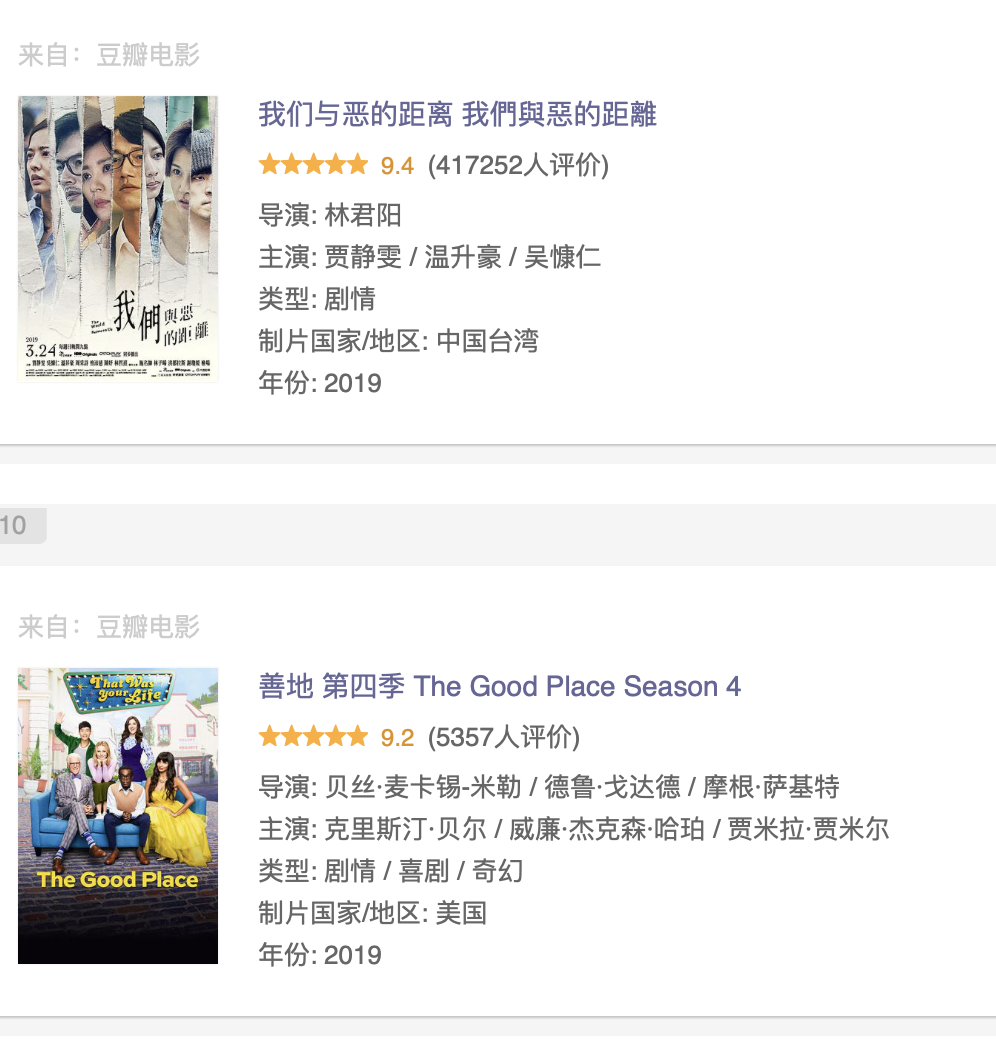 来自：豆瓣电影
我们与恶的距离 我們與惡的距離
9.4 (417252人评价)
导演: 林君阳
主演: 贾静雯 / 温升豪 / 吴慷仁
类型: 剧情
制片国家/地区: 中国台湾
年份: 2019
我們與惡的距離
2019
3.24
10
来自：豆瓣电影
善地 第四季 The Good Place Season 4
9.2 (5357人评价)
导演: 贝丝·麦卡锡-米勒 / 德鲁·戈达德 / 摩根·萨基特
主演: 克里斯汀·贝尔 / 威廉·杰克森·哈珀 / 贾米拉·贾米尔
类型: 剧情 / 喜剧 / 奇幻
制片国家/地区: 美国
年份: 2019
That Was
Your Life
The Good Place